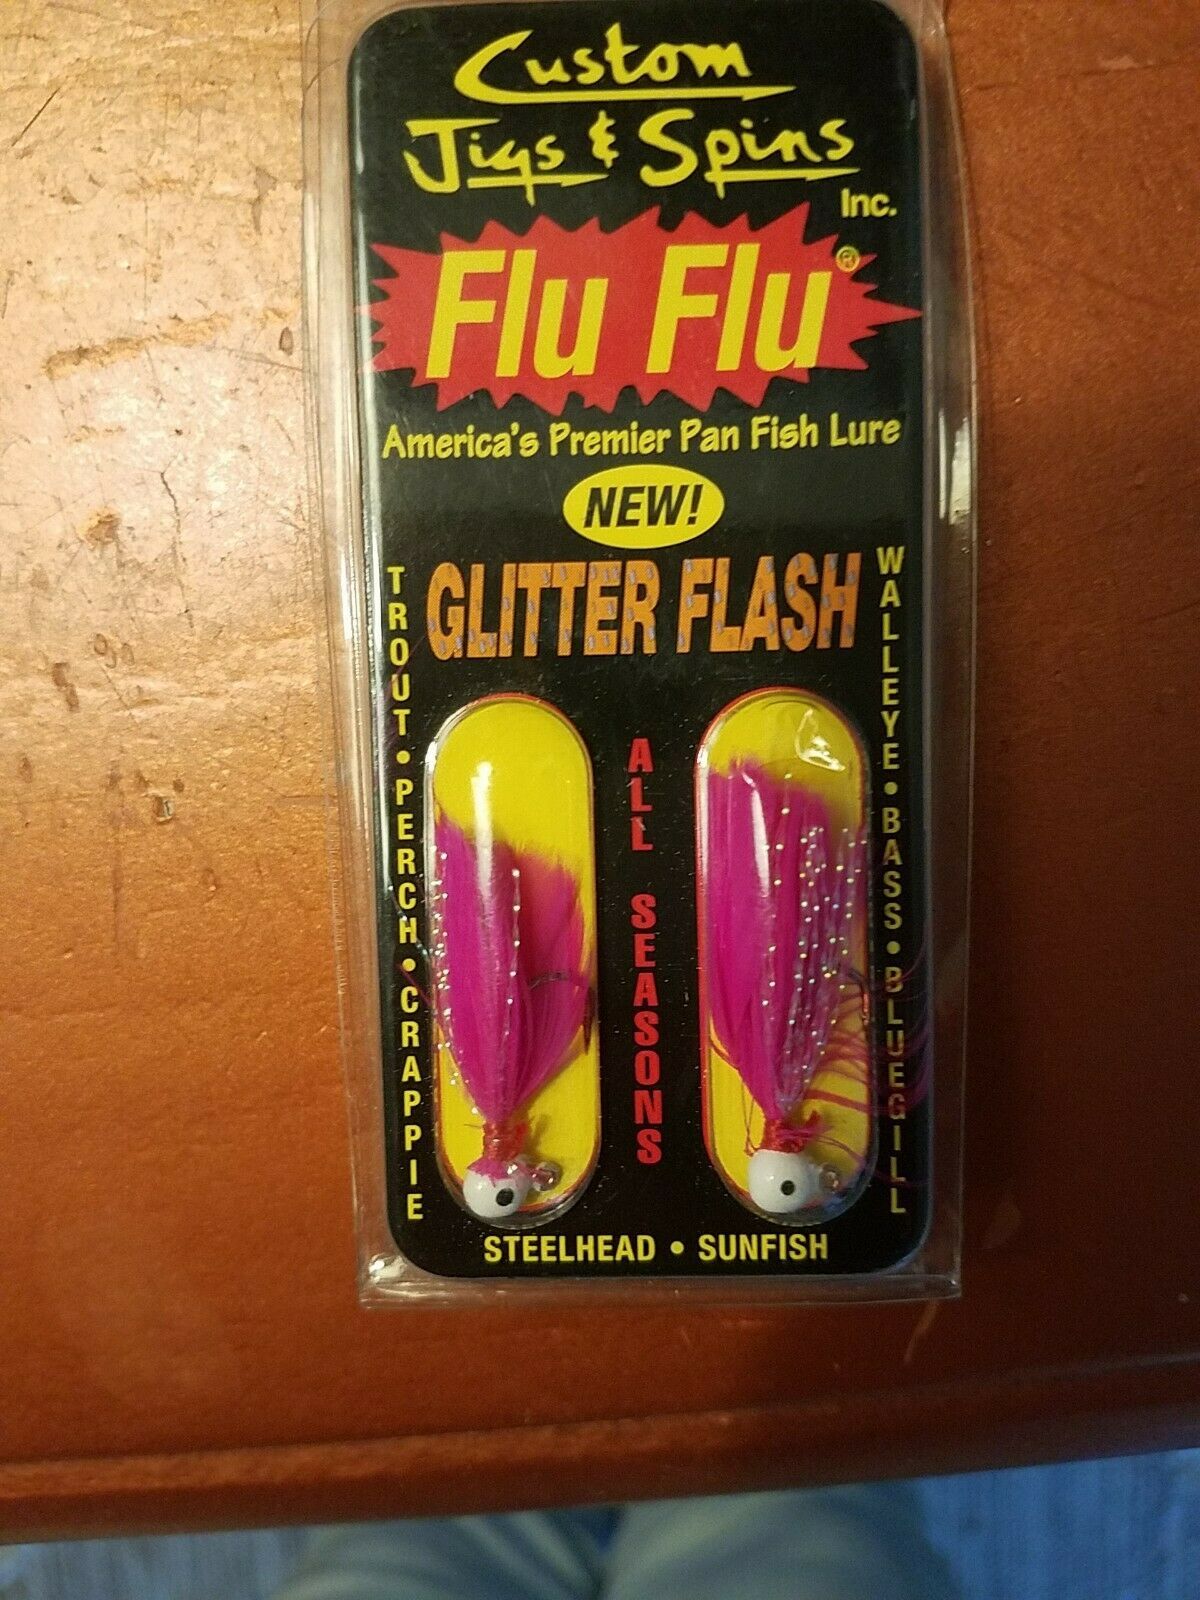 Custom
Jigs & Spins
Inc.
Flu Flu®
America's Premier Pan Fish Lure
NEW!
GLITTER FLASH
TROUT • PERCH • CRAPPIE
ALL SEASONS
WALLEYE • BASS • BLUEGILL
STEELHEAD • SUNFISH